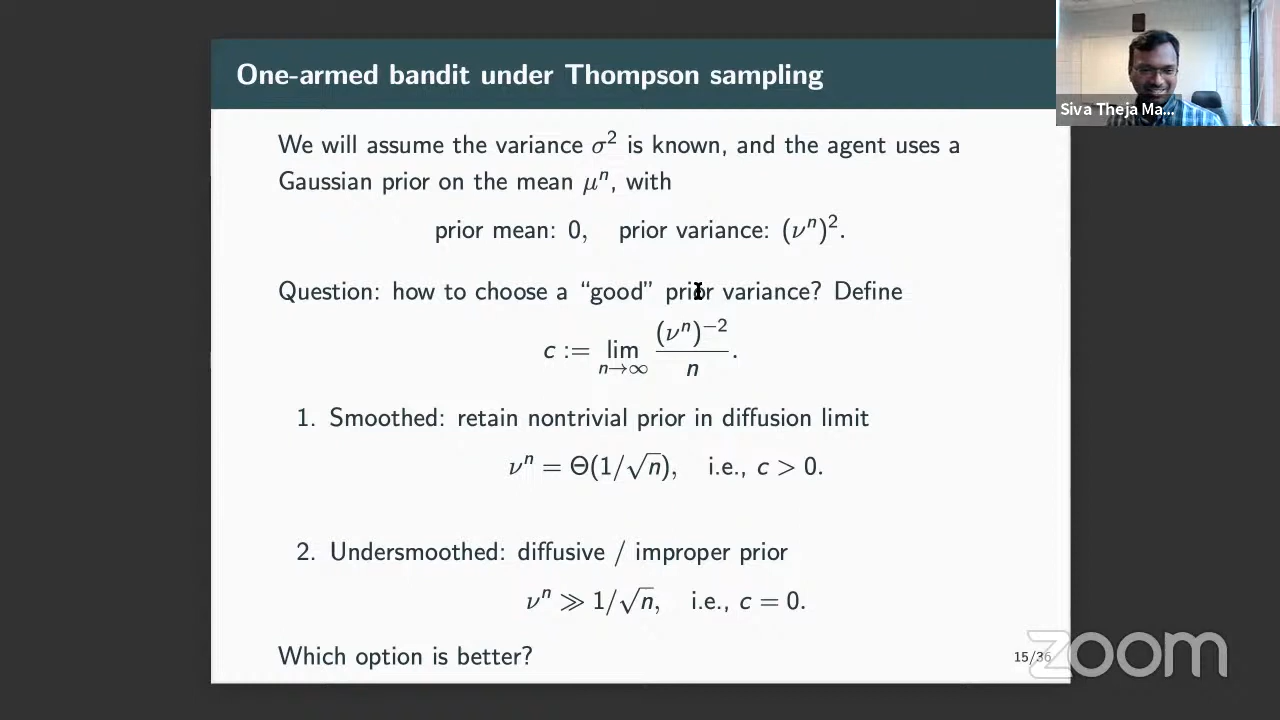 One-armed bandit under Thompson sampling
Siva Theja Ma...
We will assume the variance σ² is known, and the agent uses a
Gaussian prior on the mean μⁿ, with
prior mean: 0, prior variance: (νⁿ)².
Question: how to choose a “good” prior variance? Define
c := lim_{n→∞} (νⁿ)⁻² / n.
1. Smoothed: retain nontrivial prior in diffusion limit
νⁿ = Θ(1/√n), i.e., c > 0.
2. Undersmoothed: diffusive / improper prior
νⁿ ≫ 1/√n, i.e., c = 0.
Which option is better?
15/36
zoom